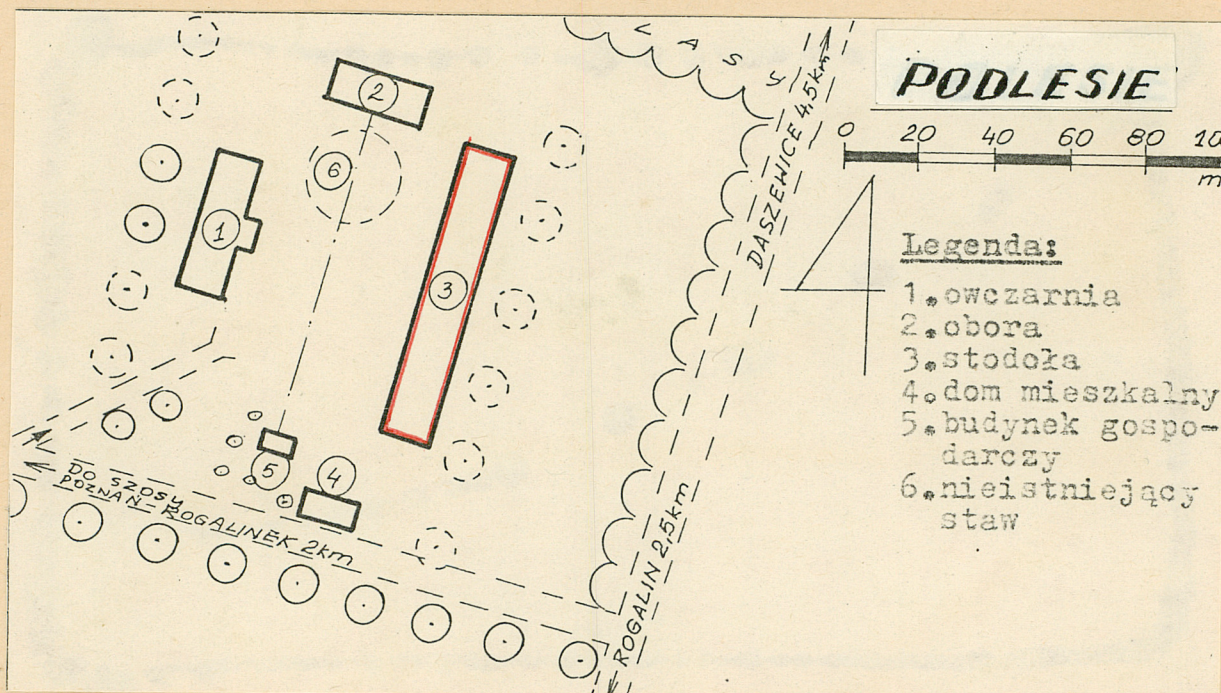 LASY
PODLESIE
0 20 40 60 80 10
m
DASZEWICE 4,5km
Legenda:
1.owczarnia
2.obora
3.stodoła
4.dom mieszkalny
5.budynek gospo-
darczy
6.nieistniejący
staw
2
6
1
3
5
4
DO SZOSY
POZNAŃ-ROGALINEK 2km
ROGALIN 2,5km